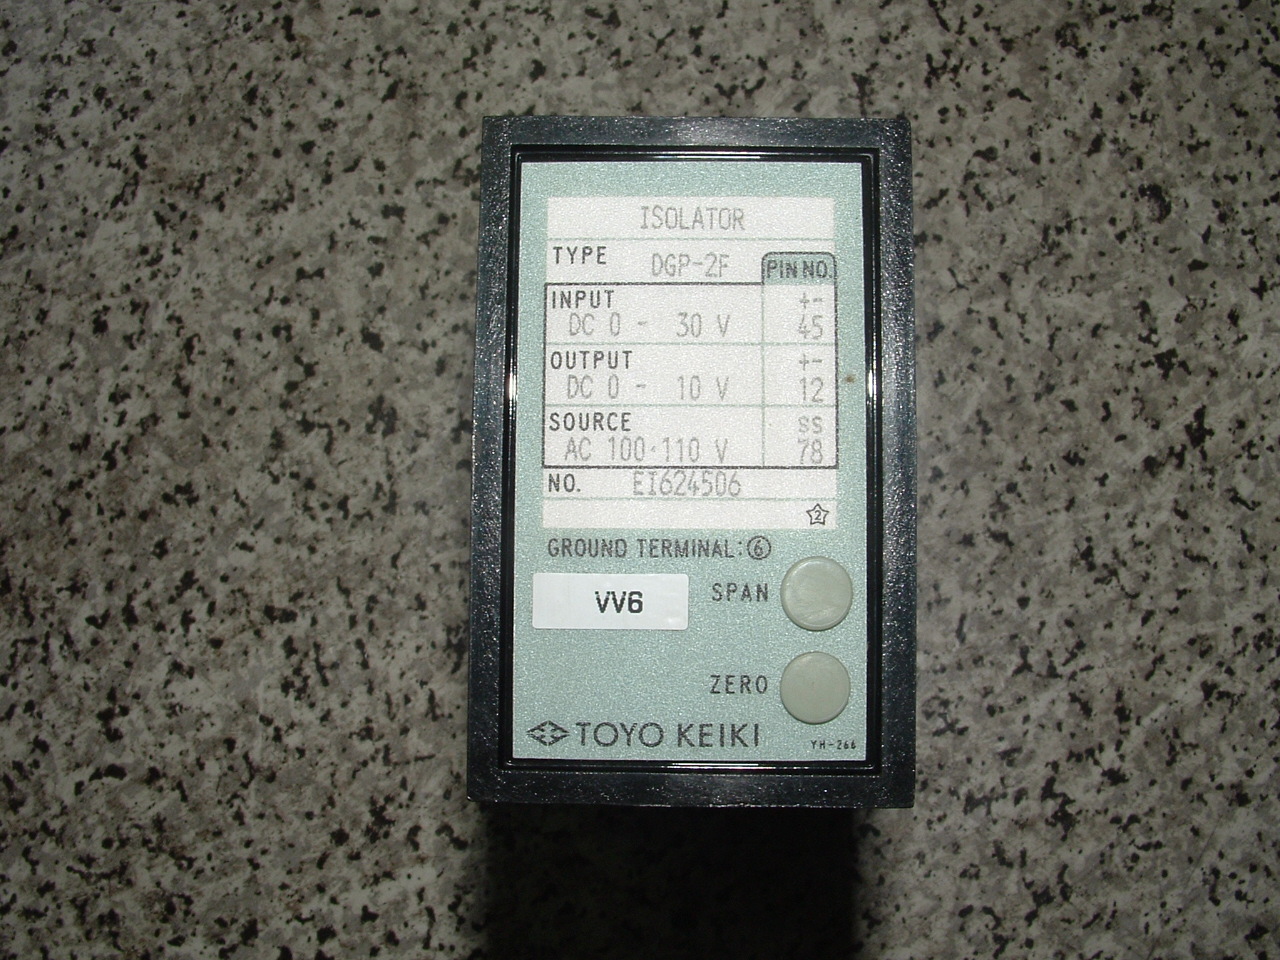 ISOLATOR
TYPE DGP-2F PIN NO.
INPUT +-
DC 0 - 30 V 45
OUTPUT +-
DC 0 - 10 V 12
SOURCE SS
AC 100·110 V 78
NO. EI624506
2
GROUND TERMINAL:⑥
VV6 SPAN
ZERO
TOYO KEIKI YH-266